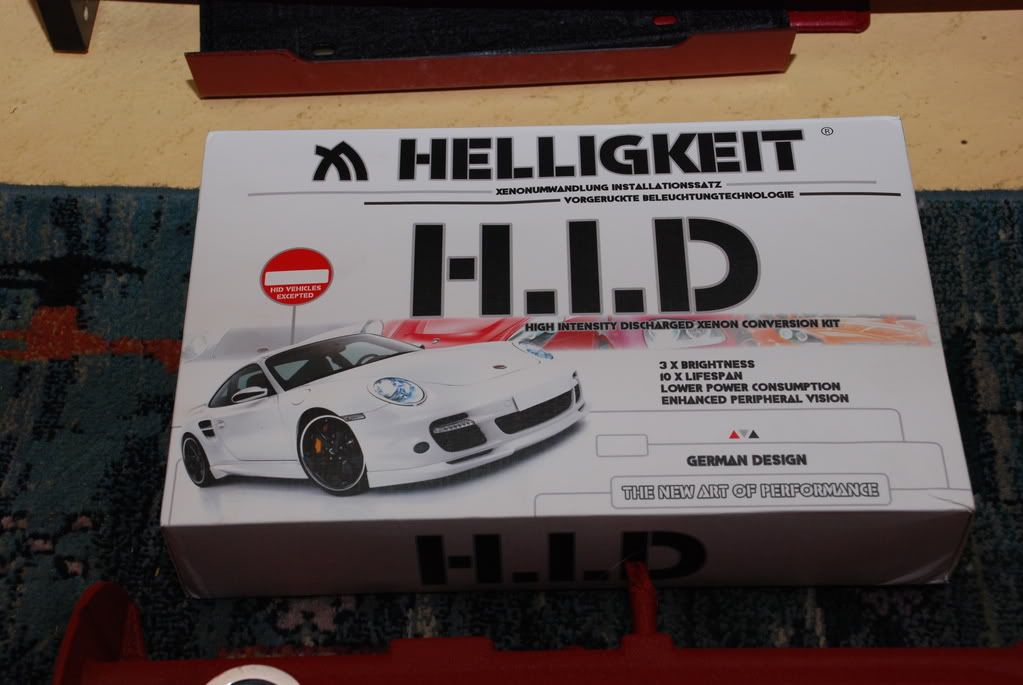 HELLIGKEIT ®
XENONUMWANDLUNG INSTALLATIONSSATZ
VORGERUCKTE BELEUCHTUNGTECHNOLOGIE
H.I.D
HID VEHICLES
EXCEPTED
HIGH INTENSITY DISCHARGED XENON CONVERSION KIT
3 X BRIGHTNESS
10 X LIFESPAN
LOWER POWER CONSUMPTION
ENHANCED PERIPHERAL VISION
GERMAN DESIGN
THE NEW ART OF PERFORMANCE
H.I.D